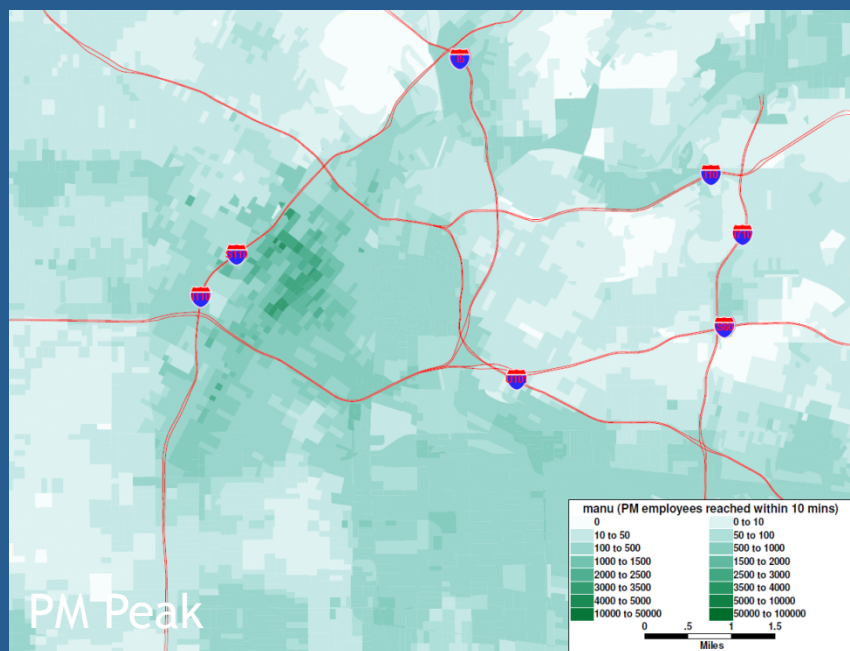 manu (PM employees reached within 10 mins)
0 0 to 10
10 to 50 50 to 100
100 to 500 500 to 1000
1000 to 1500 1500 to 2000
2000 to 2500 2500 to 3000
3000 to 3500 3500 to 4000
4000 to 5000 5000 to 10000
10000 to 50000 50000 to 100000
0 .5 1 1.5
Miles
PM Peak